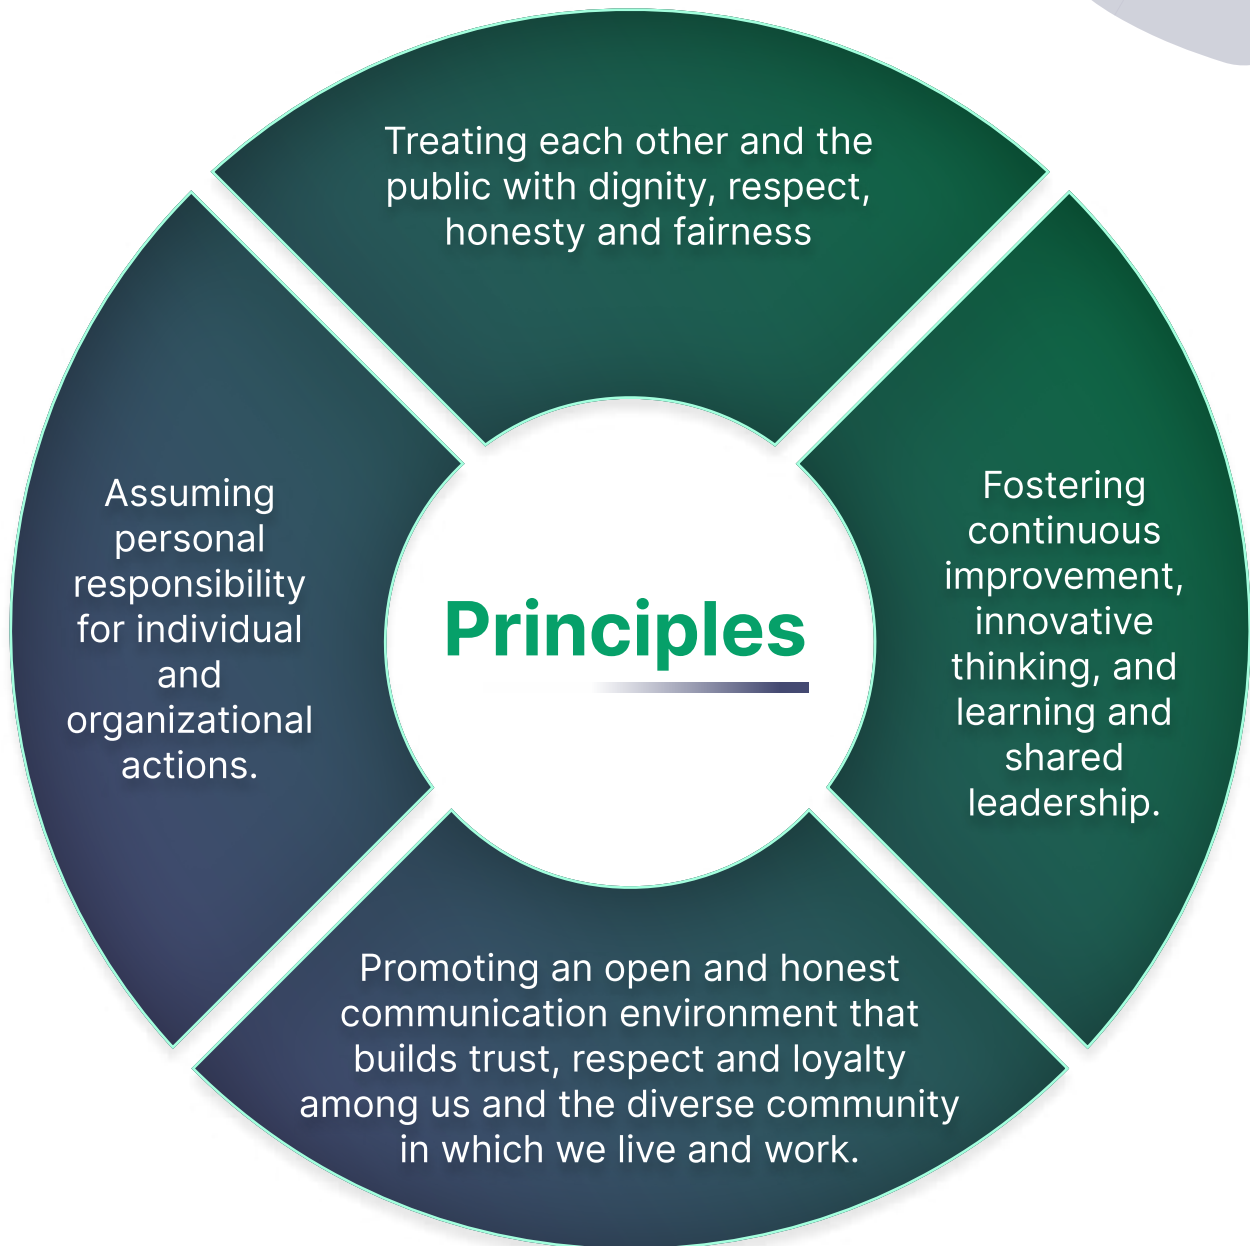 Treating each other and the
public with dignity, respect,
honesty and fairness
Assuming
personal
responsibility
for individual
and
organizational
actions.
Principles
Fostering
continuous
improvement,
innovative
thinking, and
learning and
shared
leadership.
Promoting an open and honest
communication environment that
builds trust, respect and loyalty
among us and the diverse community
in which we live and work.